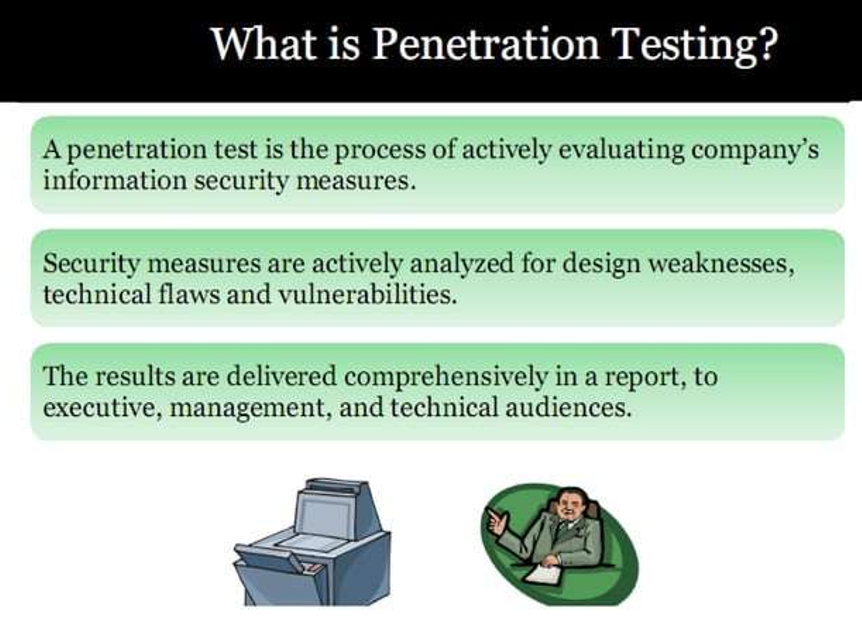 What is Penetration Testing?
A penetration test is the process of actively evaluating company’s
information security measures.
Security measures are actively analyzed for design weaknesses,
technical flaws and vulnerabilities.
The results are delivered comprehensively in a report, to
executive, management, and technical audiences.